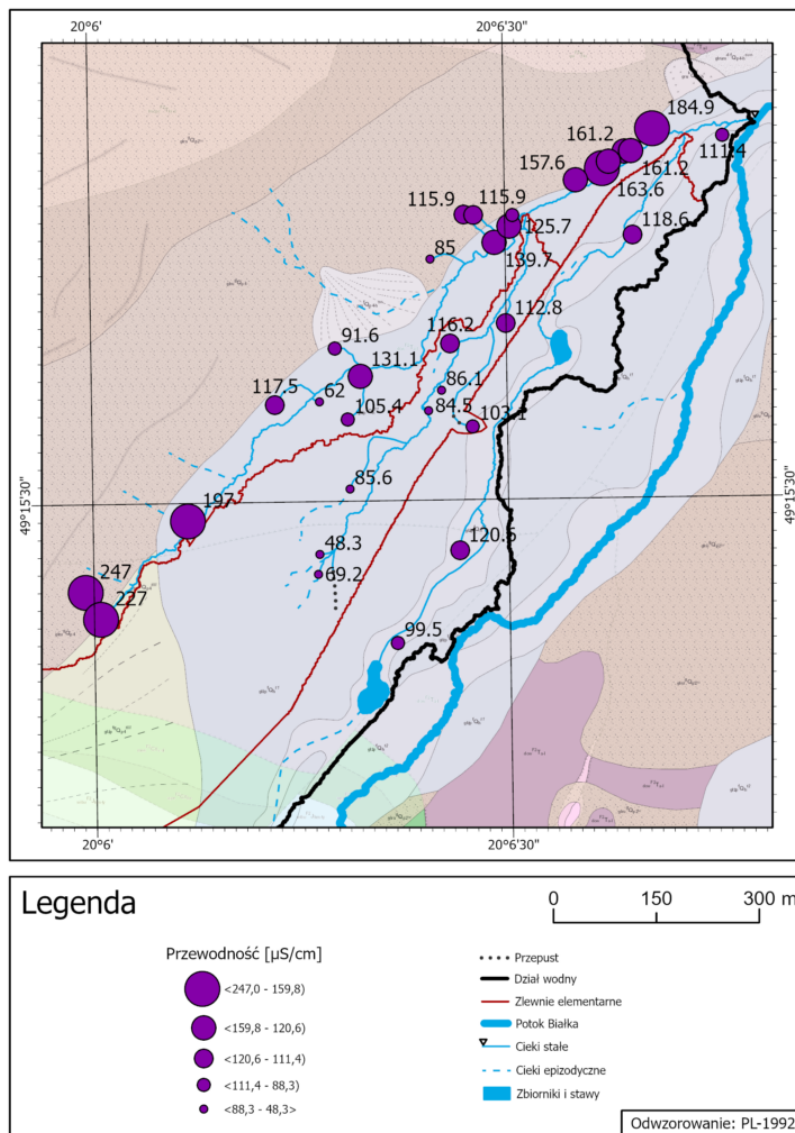 20°6' 20°6'30"
184.9
161.2 111.4
157.6 161.2
163.6
115.9 115.9 118.6
125.7
85 139.7
112.8
91.6 116.2
131.1
86.1
117.5 62
105.4 84.5 103.1
85.6
49°15'30" 197 49°15'30"
48.3 120.5
247 69.2
227
99.5
20°6' 20°6'30"
Legenda
0 150 300 m
Przewodność [µS/cm]
<247,0 - 159,8)
<159,8 - 120,6)
<120,6 - 111,4)
<111,4 - 88,3)
<88,3 - 48,3>
Przepust
Dział wodny
Zlewnie elementarne
Potok Białka
Cieki stałe
Cieki epizodyczne
Zbiorniki i stawy
Odwzorowanie: PL-1992